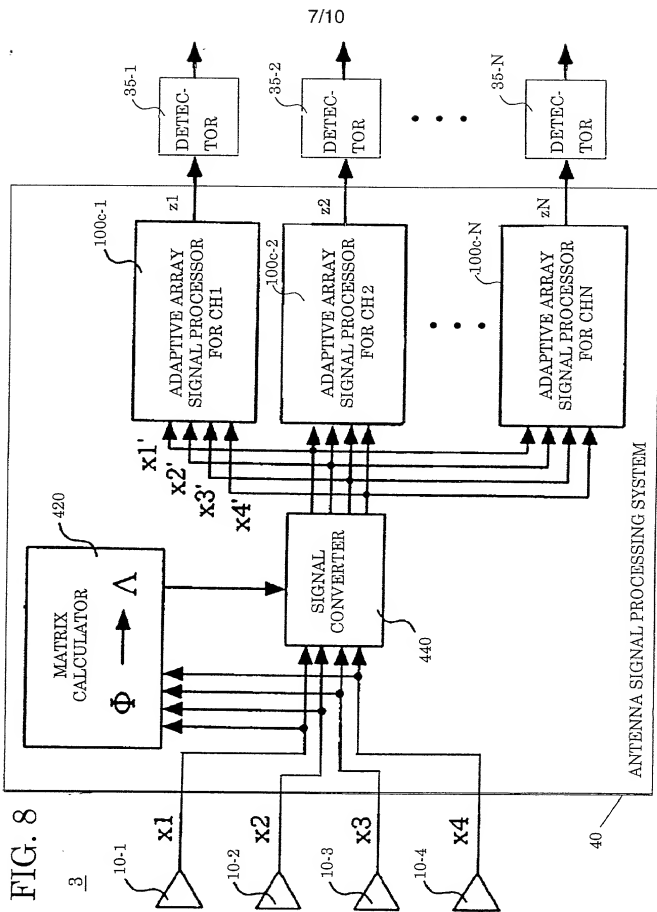 7/10
FIG. 8
3
10-1
10-2
10-3
10-4
x1
x2
x3
x4
40
420
MATRIX
CALCULATOR
Φ
Λ
SIGNAL
CONVERTER
440
x1'
x2'
x3'
x4'
100c-1
ADAPTIVE ARRAY
SIGNAL PROCESSOR
FOR CH1
z1
35-1
DETEC-
TOR
100c-2
ADAPTIVE ARRAY
SIGNAL PROCESSOR
FOR CH2
z2
35-2
DETEC-
TOR
100c-N
ADAPTIVE ARRAY
SIGNAL PROCESSOR
FOR CHN
zN
35-N
DETEC-
TOR
ANTENNA SIGNAL PROCESSING SYSTEM